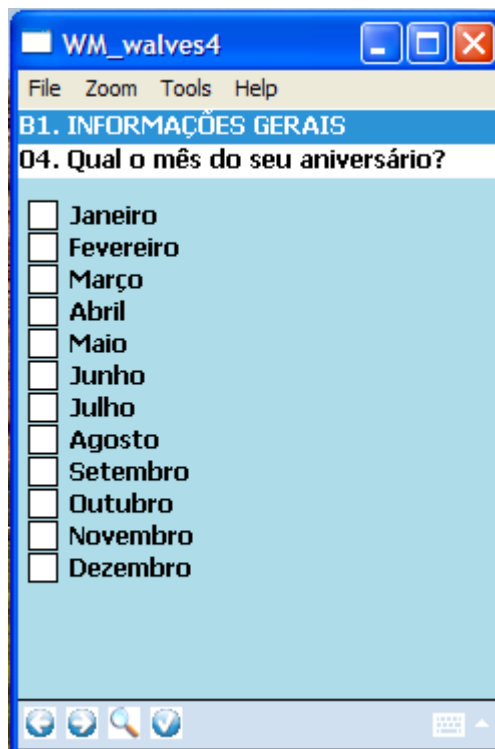 WM_walves4
File Zoom Tools Help
B1. INFORMAÇÕES GERAIS
04. Qual o mês do seu aniversário?
Janeiro
Fevereiro
Março
Abril
Maio
Junho
Julho
Agosto
Setembro
Outubro
Novembro
Dezembro